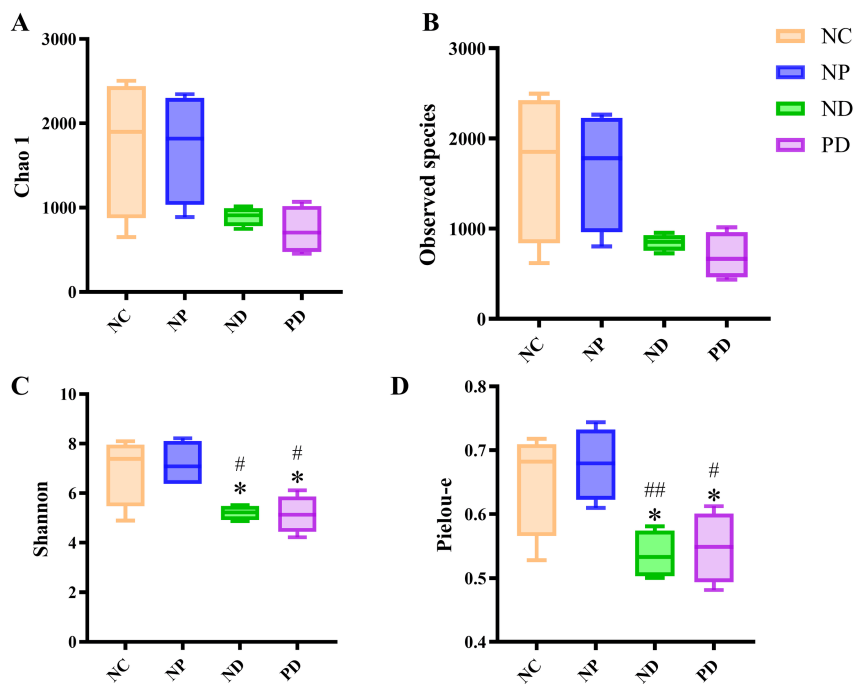 A
Chao 1
3000
2000
1000
0
NC
NP
ND
PD
B
Observed species
3000
2000
1000
0
NC
NP
ND
PD
NC
NP
ND
PD
C
Shannon
10
8
6
4
2
0
#
*
#
*
NC
NP
ND
PD
D
Pielou-e
0.8
0.7
0.6
0.5
0.4
##
*
#
*
NC
NP
ND
PD